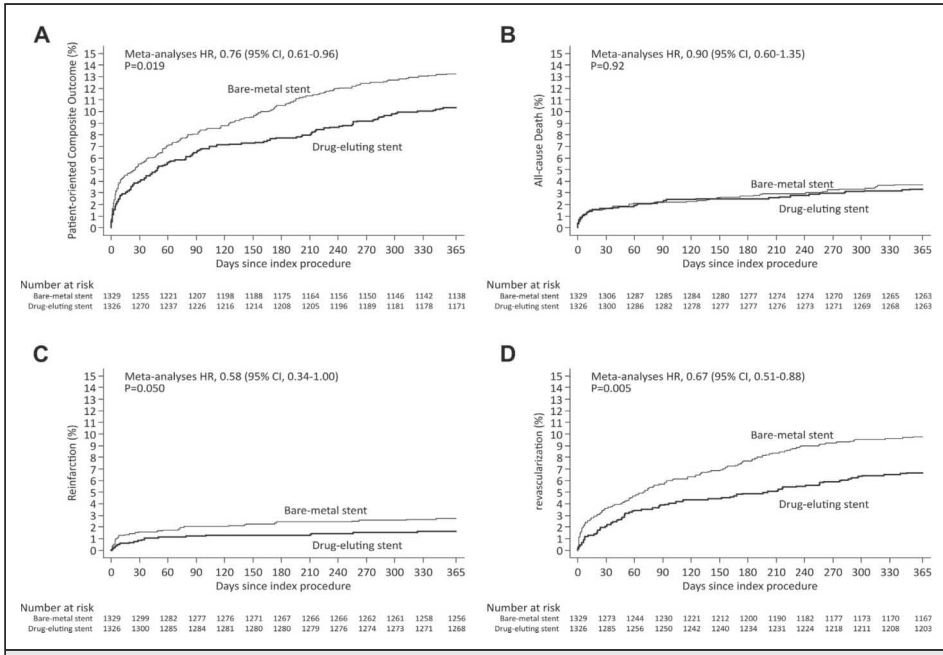 A
Patient-oriented Composite Outcome (%)
Meta-analyses HR, 0.76 (95% CI, 0.61-0.96)
P=0.019
15
14
13
12
11
10
9
8
7
6
5
4
3
2
1
0
Bare-metal stent
Drug-eluting stent
0 30 60 90 120 150 180 210 240 270 300 330 365
Days since index procedure
Number at risk
Bare-metal stent 1329 1255 1221 1207 1198 1188 1175 1164 1156 1150 1146 1142 1138
Drug-eluting stent 1326 1270 1237 1226 1216 1214 1208 1205 1196 1189 1181 1178 1171
B
All-cause Death (%)
Meta-analyses HR, 0.90 (95% CI, 0.60-1.35)
P=0.92
15
14
13
12
11
10
9
8
7
6
5
4
3
2
1
0
Bare-metal stent
Drug-eluting stent
0 30 60 90 120 150 180 210 240 270 300 330 365
Days since index procedure
Number at risk
Bare-metal stent 1329 1306 1287 1285 1284 1280 1277 1274 1274 1270 1269 1265 1263
Drug-eluting stent 1326 1300 1286 1282 1278 1277 1277 1276 1273 1271 1269 1268 1263
C
Reinfarction (%)
Meta-analyses HR, 0.58 (95% CI, 0.34-1.00)
P=0.050
15
14
13
12
11
10
9
8
7
6
5
4
3
2
1
0
Bare-metal stent
Drug-eluting stent
0 30 60 90 120 150 180 210 240 270 300 330 365
Days since index procedure
Number at risk
Bare-metal stent 1329 1299 1282 1277 1276 1271 1267 1266 1266 1262 1261 1258 1256
Drug-eluting stent 1326 1300 1285 1284 1281 1280 1280 1279 1276 1274 1273 1271 1268
D
revascularization (%)
Meta-analyses HR, 0.67 (95% CI, 0.51-0.88)
P=0.005
15
14
13
12
11
10
9
8
7
6
5
4
3
2
1
0
Bare-metal stent
Drug-eluting stent
0 30 60 90 120 150 180 210 240 270 300 330 365
Days since index procedure
Number at risk
Bare-metal stent 1329 1273 1244 1230 1221 1212 1200 1190 1182 1177 1173 1170 1167
Drug-eluting stent 1326 1285 1256 1250 1242 1240 1234 1231 1224 1218 1211 1208 1203